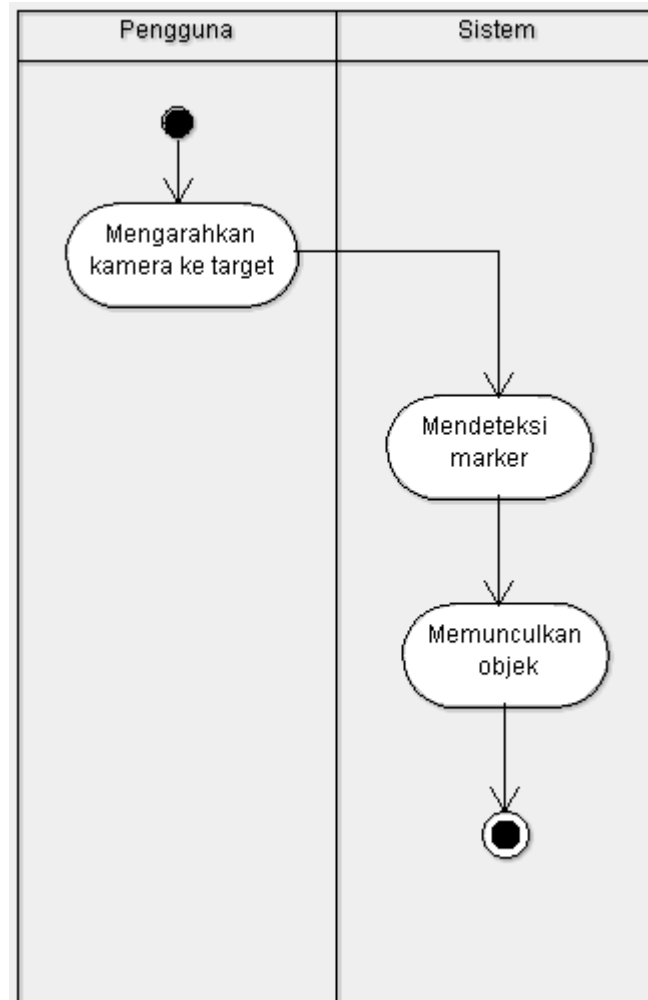 Pengguna
Sistem
Mengarahkan
kamera ke target
Mendeteksi
marker
Memunculkan
objek